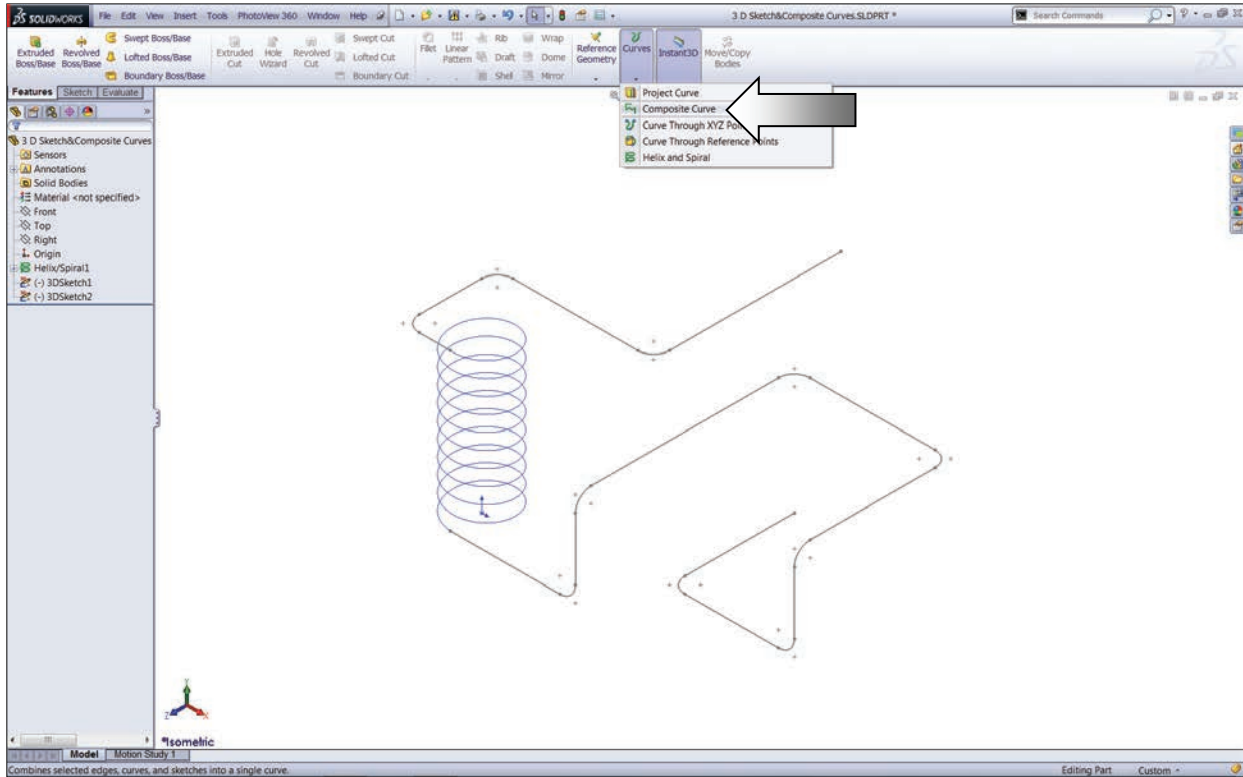 SOLIDWORKS File Edit View Insert Tools PhotoView 360 Window Help 3 D Sketch&Composite Curves.SLDPRT * Search Commands
Extruded Boss/Base
Revolved Boss/Base
Swept Boss/Base
Lofted Boss/Base
Boundary Boss/Base
Extruded Cut
Hole Wizard
Revolved Cut
Swept Cut
Lofted Cut
Boundary Cut
Fillet
Linear Pattern
Rib
Draft
Shell
Wrap
Dome
Mirror
Reference Geometry
Curves
Instant3D
Move/Copy Bodies
Features Sketch Evaluate
Project Curve
Composite Curve
Curve Through XYZ
Curve Through Reference Points
Helix and Spiral
3 D Sketch&Composite Curves
Sensors
Annotations
Solid Bodies
Material <not specified>
Front
Top
Right
Origin
Helix/Spiral1
(-) 3DSketch1
(-) 3DSketch2
Y
Z X
*Isometric
Model Motion Study 1
Combines selected edges, curves, and sketches into a single curve. Editing Part Custom